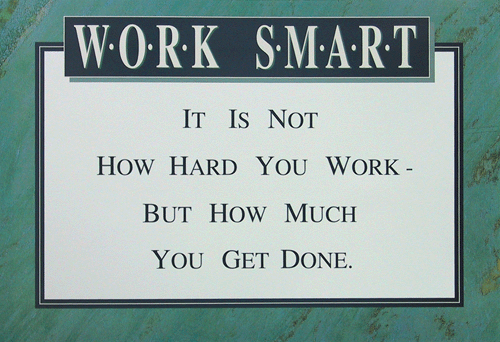 W·O·R·K S·M·A·R·T
IT IS NOT
HOW HARD YOU WORK -
BUT HOW MUCH
YOU GET DONE.